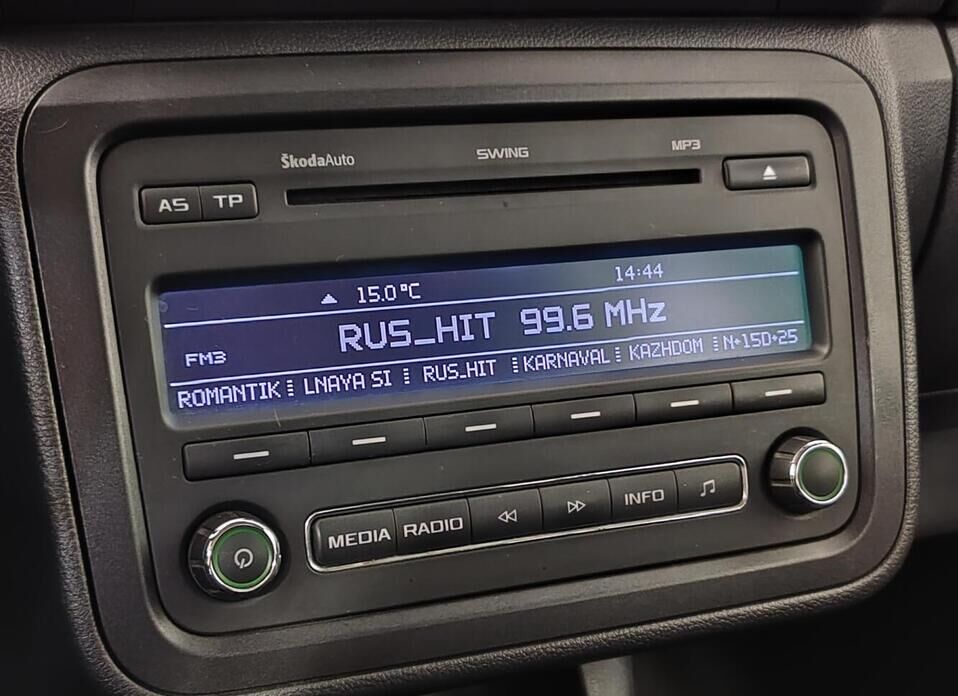 ŠkodaAuto SWING MP3
AS TP
15.0°C 14:44
RUS_HIT 99.6 MHz
FM3
ROMANTIK LNAYA SI RUS_HIT KARNAVAL KAZHDOM N+15D+25
MEDIA RADIO INFO